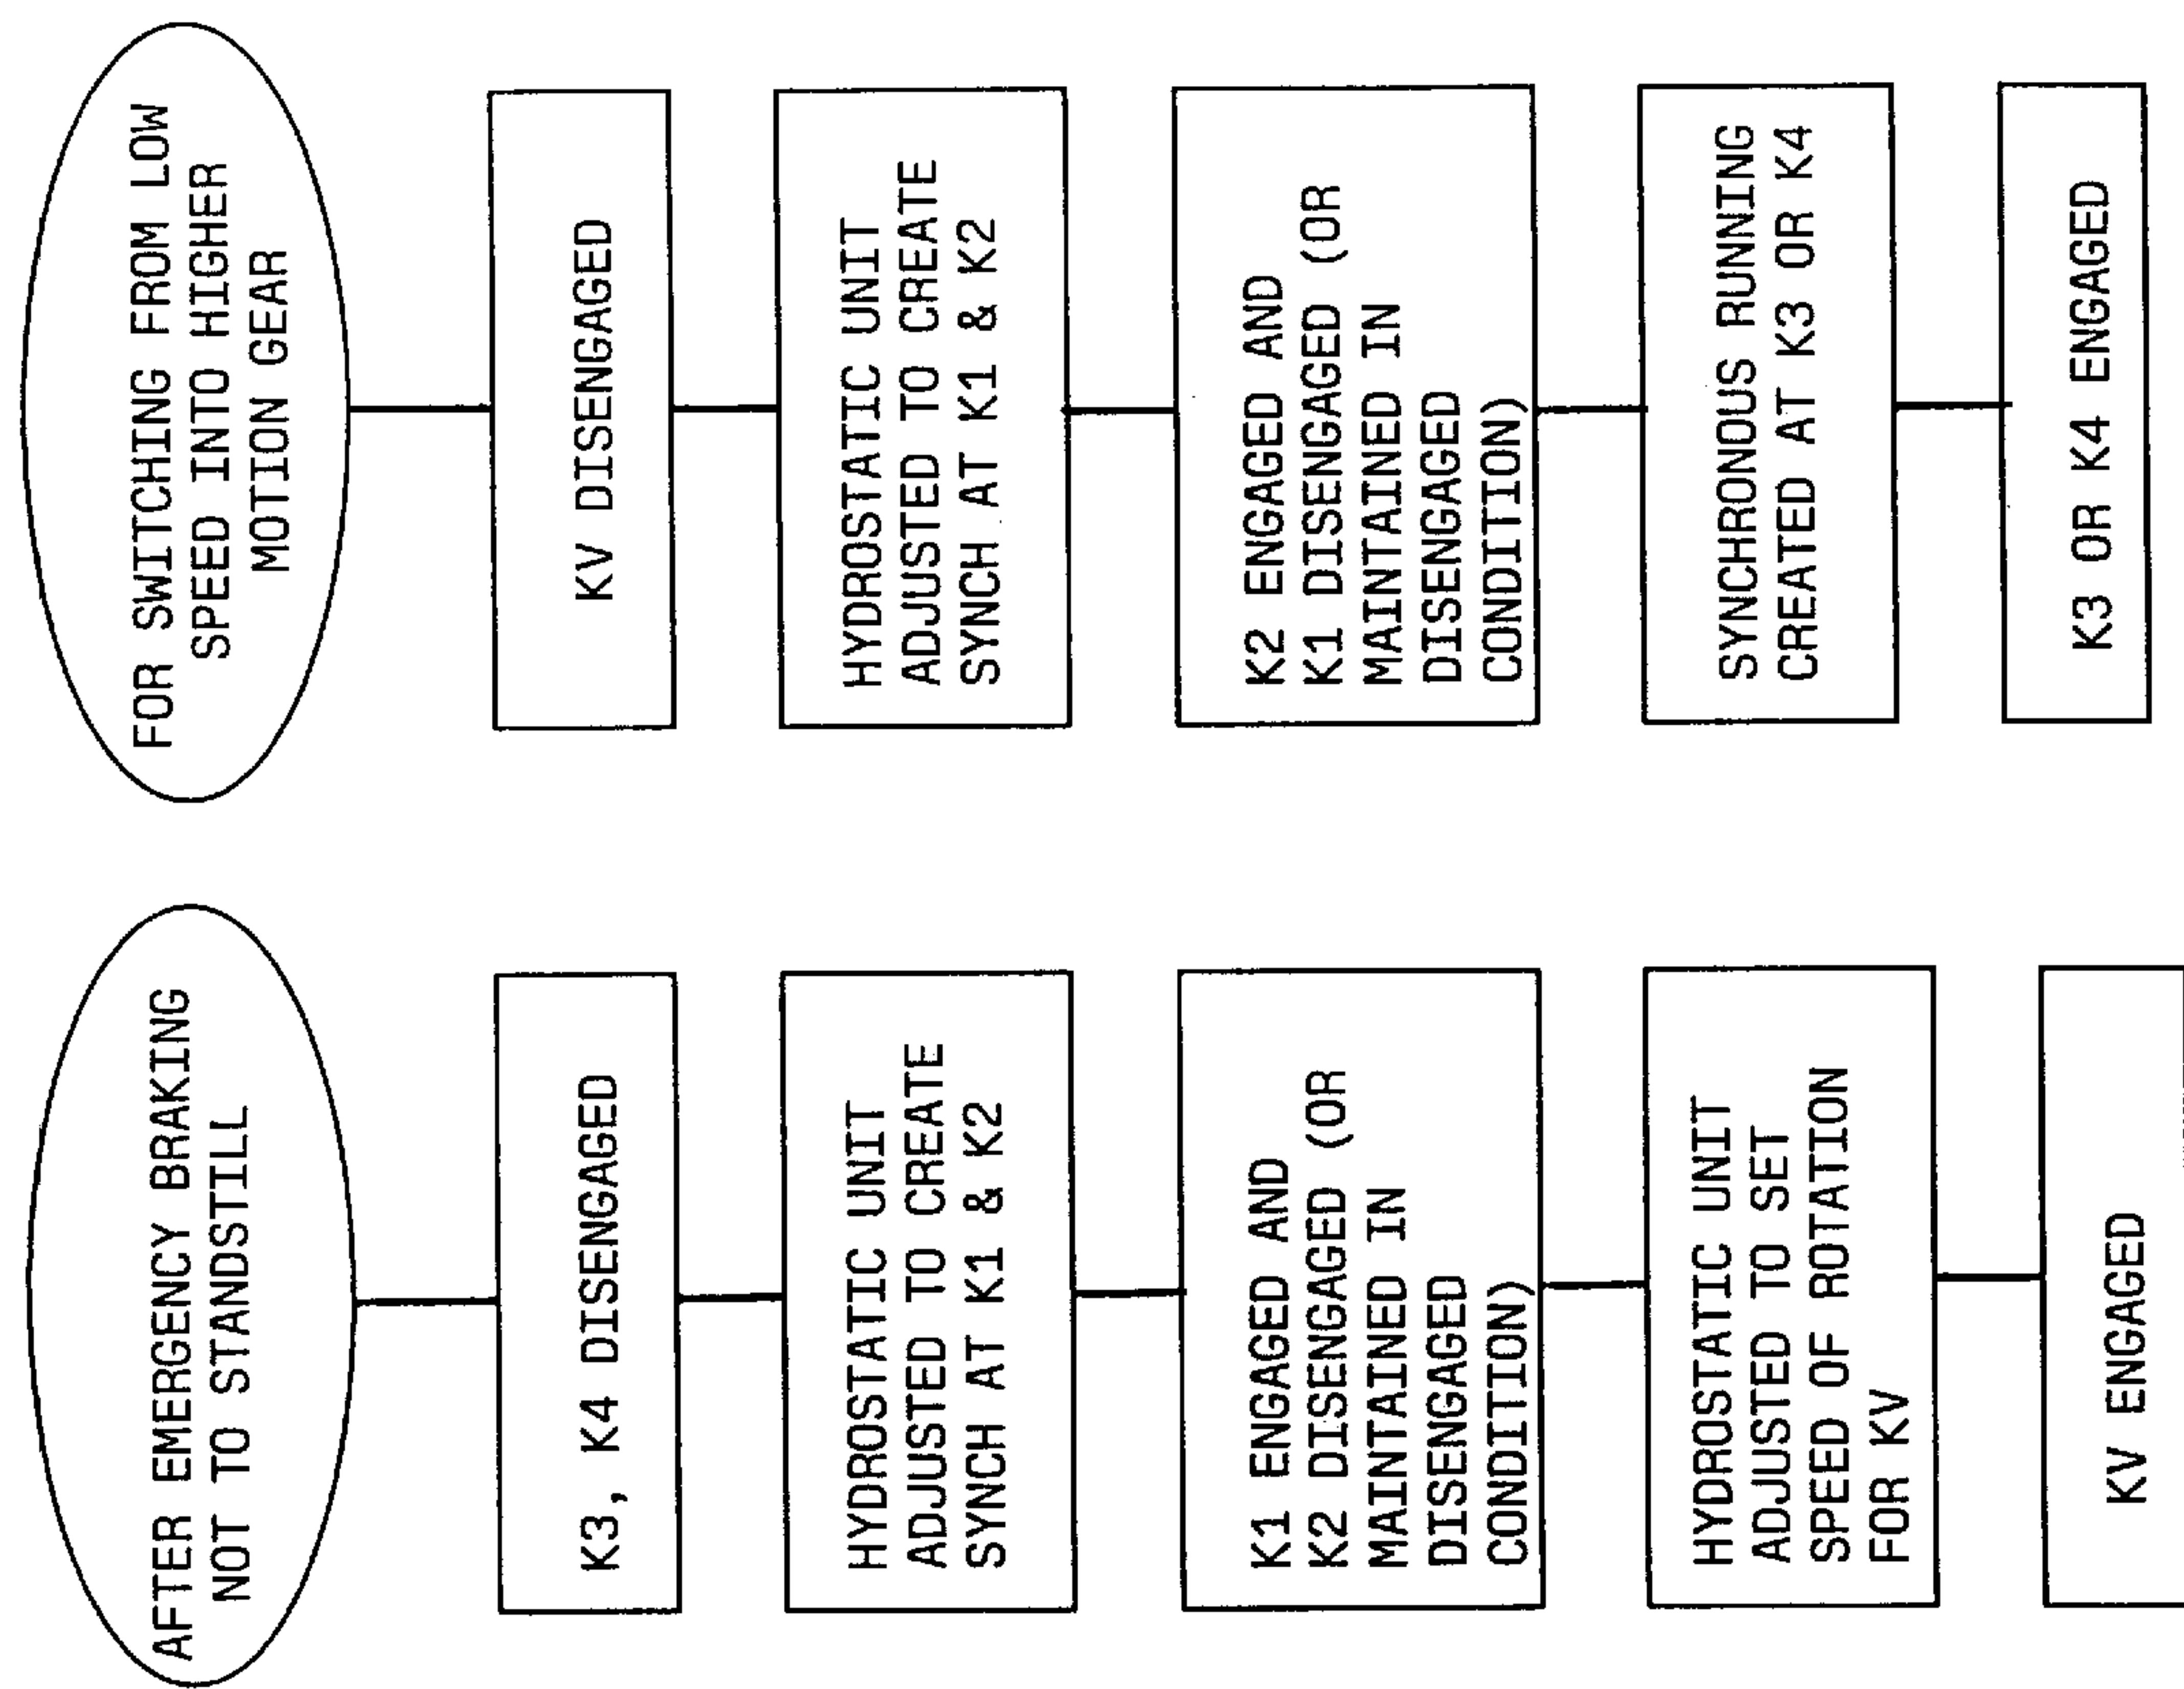 AFTER EMERGENCY BRAKING
NOT TO STANDSTILL
K3, K4 DISENGAGED
HYDROSTATIC UNIT
ADJUSTED TO CREATE
SYNCH AT K1 & K2
K1 ENGAGED AND
K2 DISENGAGED (OR
MAINTAINED IN
DISENGAGED
CONDITION)
HYDROSTATIC UNIT
ADJUSTED TO SET
SPEED OF ROTATION
FOR KV
KV ENGAGED
FOR SWITCHING FROM LOW
SPEED INTO HIGHER
MOTION GEAR
KV DISENGAGED
HYDROSTATIC UNIT
ADJUSTED TO CREATE
SYNCH AT K1 & K2
K2 ENGAGED AND
K1 DISENGAGED (OR
MAINTAINED IN
DISENGAGED
CONDITION)
SYNCHRONOUS RUNNING
CREATED AT K3 OR K4
K3 OR K4 ENGAGED